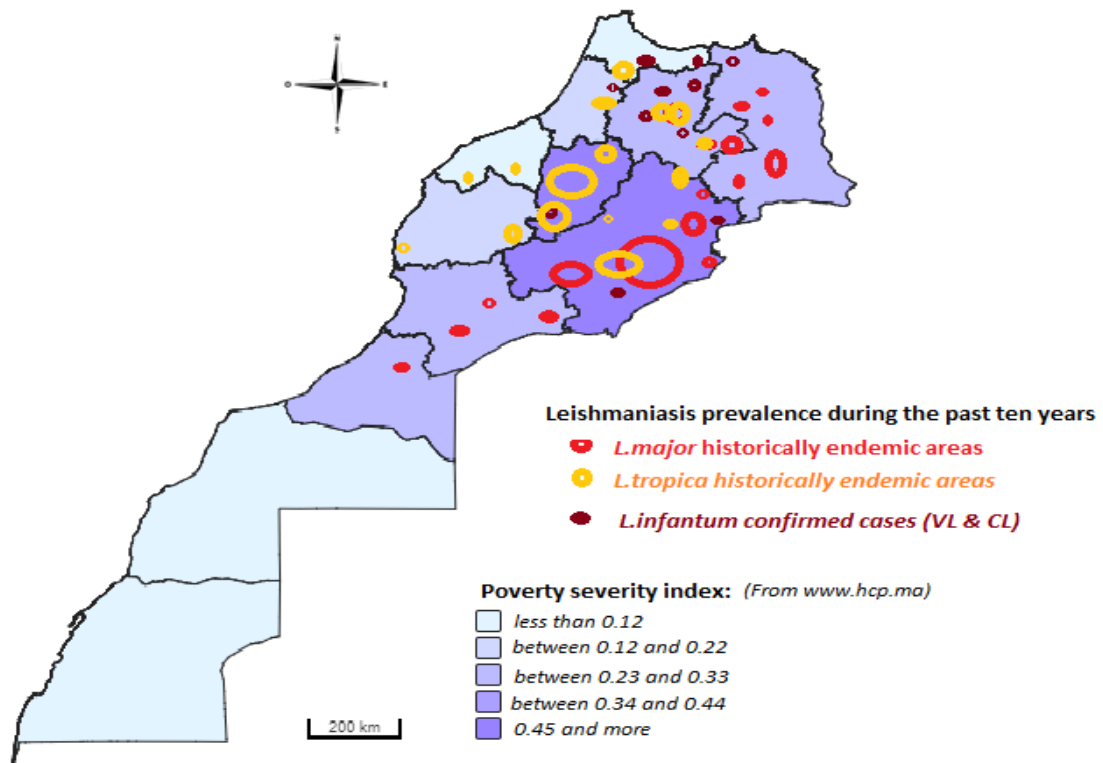 N
O
E
S
Leishmaniasis prevalence during the past ten years
L.major historically endemic areas
L.tropica historically endemic areas
L.infantum confirmed cases (VL & CL)
Poverty severity index: (From www.hcp.ma)
less than 0.12
between 0.12 and 0.22
between 0.23 and 0.33
between 0.34 and 0.44
0.45 and more
200 km